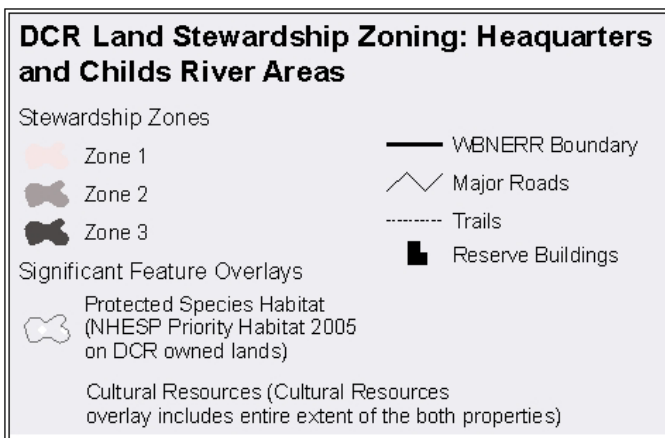 DCR Land Stewardship Zoning: Heaquarters
and Childs River Areas
Stewardship Zones
Zone 1
Zone 2
Zone 3
WBNERR Boundary
Major Roads
Trails
Reserve Buildings
Significant Feature Overlays
Protected Species Habitat
(NHESP Priority Habitat 2005
on DCR owned lands)
Cultural Resources (Cultural Resources
overlay includes entire extent of the both properties)